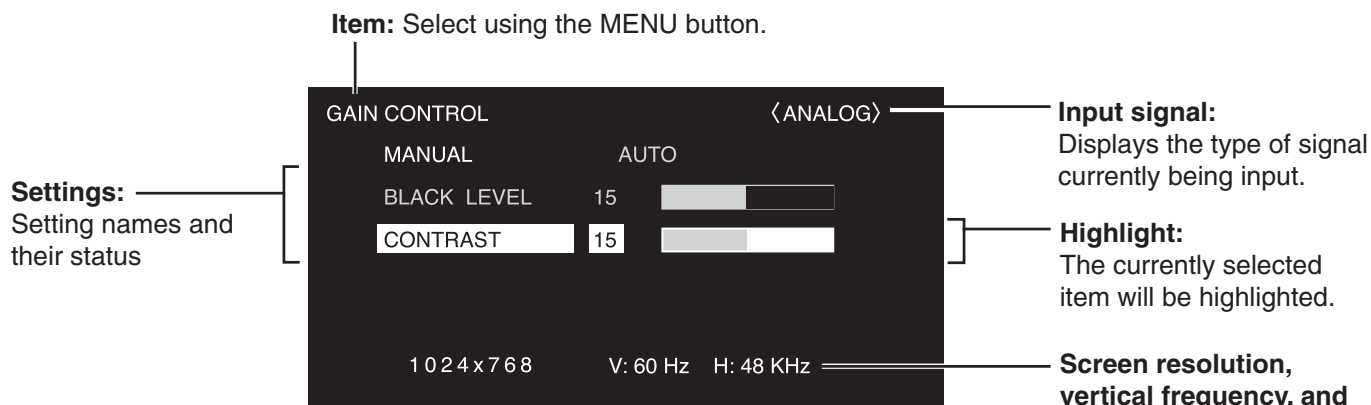 Item: Select using the MENU button.
GAIN CONTROL 〈ANALOG〉
MANUAL AUTO
BLACK LEVEL 15
CONTRAST 15
1024x768 V: 60 Hz H: 48 KHz
Settings:
Setting names and
their status
Input signal:
Displays the type of signal
currently being input.
Highlight:
The currently selected
item will be highlighted.
Screen resolution,
vertical frequency, and